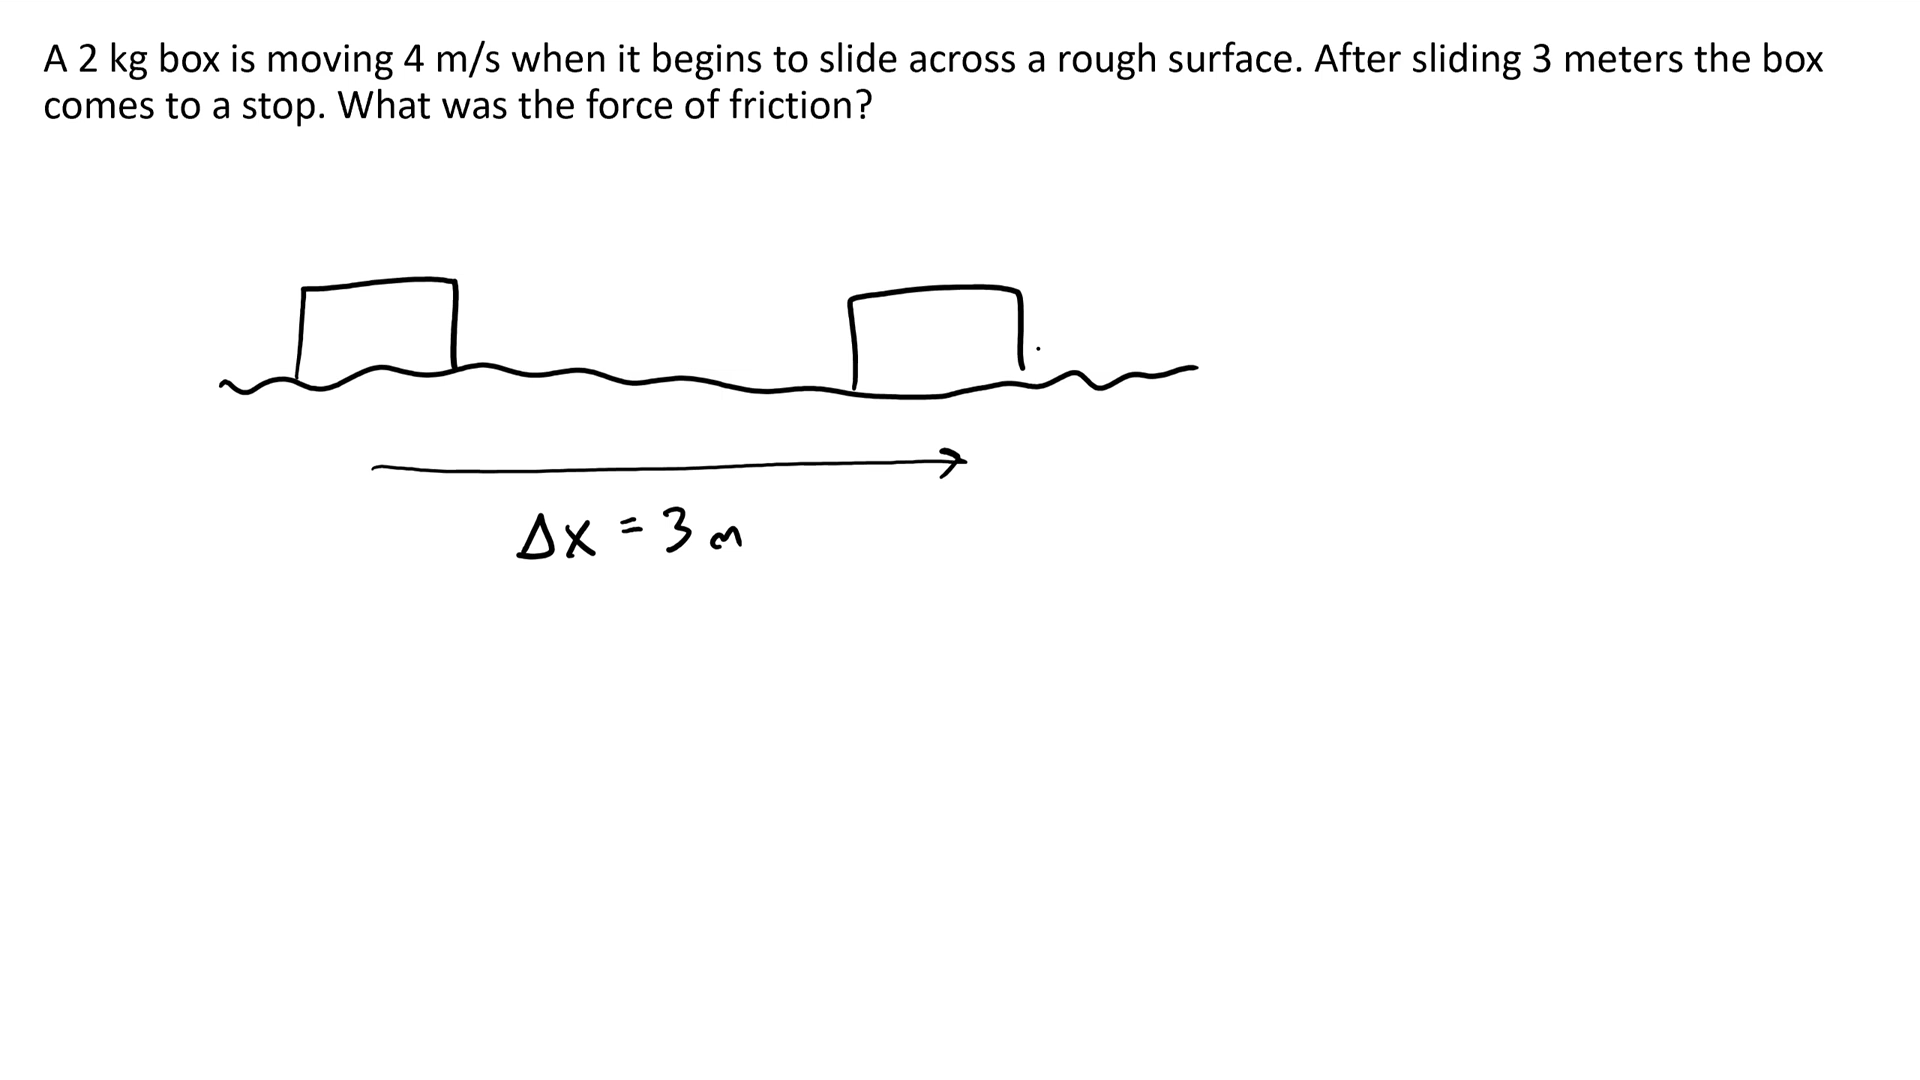 A 2 kg box is moving 4 m/s when it begins to slide across a rough surface. After sliding 3 meters the box
comes to a stop. What was the force of friction?
Δx = 3 m